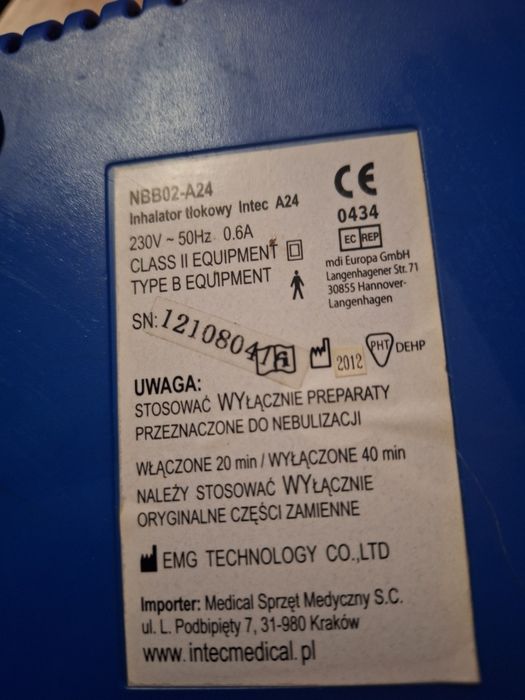 NBB02-A24
Inhalator tłokowy Intec A24
230V ~ 50Hz 0.6A
CLASS II EQUIPMENT
TYPE B EQUIPMENT
CE
0434
EC REP
mdi Europa GmbH
Langenhagener Str. 71
30855 Hannover-
Langenhagen
SN: 1210804
2012
PHT DEHP
UWAGA:
STOSOWAĆ WYŁĄCZNIE PREPARATY
PRZEZNACZONE DO NEBULIZACJI
WŁĄCZONE 20 min / WYŁĄCZONE 40 min
NALEŻY STOSOWAĆ WYŁĄCZNIE
ORYGINALNE CZĘŚCI ZAMIENNE
EMG TECHNOLOGY CO.,LTD
Importer: Medical Sprzęt Medyczny S.C.
ul. L. Podbipięty 7, 31-980 Kraków
www.intecmedical.pl